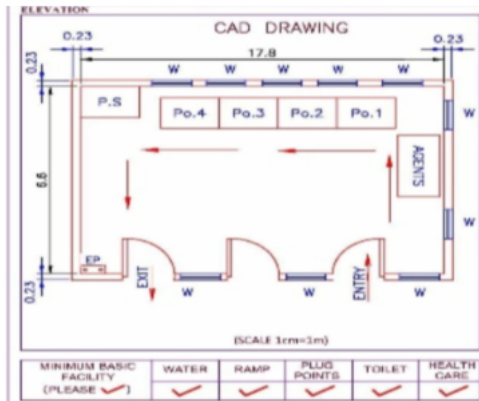 ELEVATION
CAD DRAWING
0.23 17.8 0.23
0.23 W W W W W
P.S Po.4 Po.3 Po.2 Po.1 W
AGENTS
6.6
W
EP
0.23 EXIT ENTRY
W W W
(SCALE 1cm=1m)
MINIMUM BASIC FACILITY (PLEASE ✓) WATER RAMP PLUG POINTS TOILET HEALTH CARE
✓ ✓ ✓ ✓ ✓